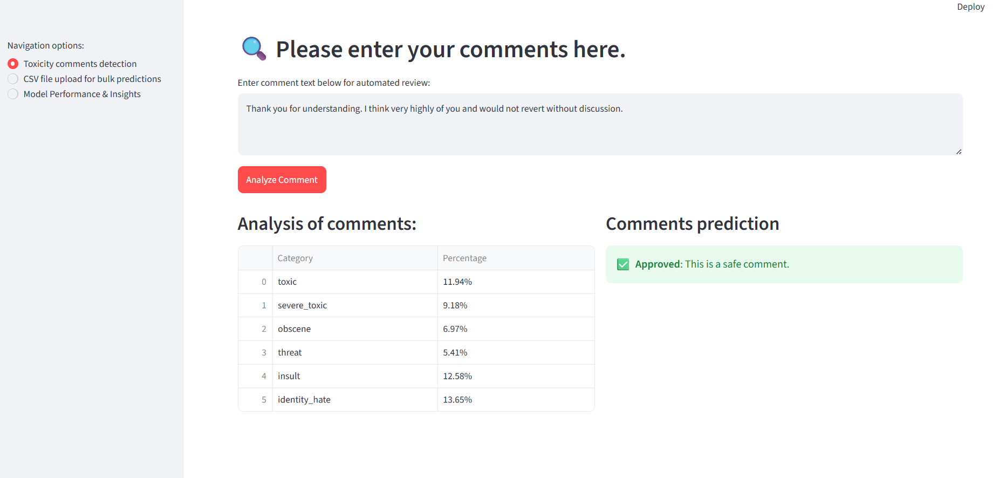 Deploy
Navigation options:
Toxicity comments detection
CSV file upload for bulk predictions
Model Performance & Insights
Please enter your comments here.
Enter comment text below for automated review:
Thank you for understanding. I think very highly of you and would not revert without discussion.
Analyze Comment
Analysis of comments:
Category Percentage
0 toxic 11.94%
1 severe_toxic 9.18%
2 obscene 6.97%
3 threat 5.41%
4 insult 12.58%
5 identity_hate 13.65%
Comments prediction
Approved: This is a safe comment.